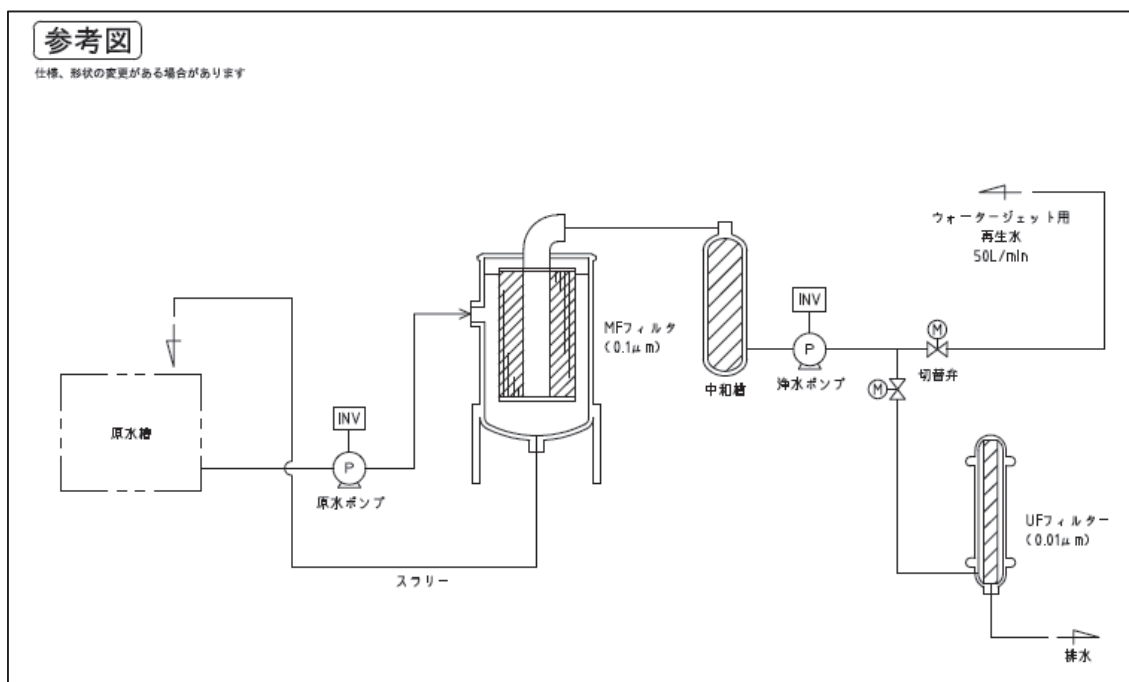 参考図
仕様、形状の変更がある場合があります
ウォータージェット用
再生水
50L/min
INV
MFフィルタ
(0.1μm)
P
M
中和槽
浄水ポンプ
切替弁
M
原水槽
INV
P
原水ポンプ
UFフィルター
(0.01μm)
スラリー
排水